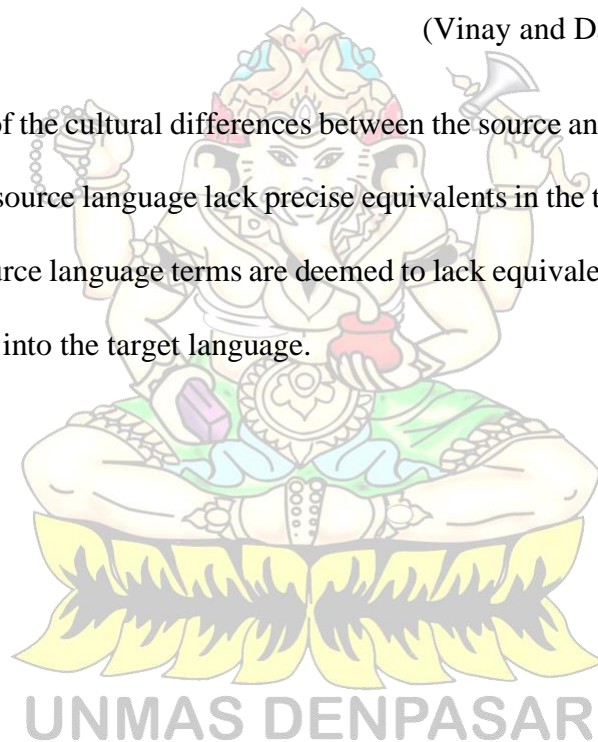 (Vinay and D
of the cultural differences between the source an
source language lack precise equivalents in the t
urce language terms are deemed to lack equivale
into the target language.
UNMAS DENPASAR